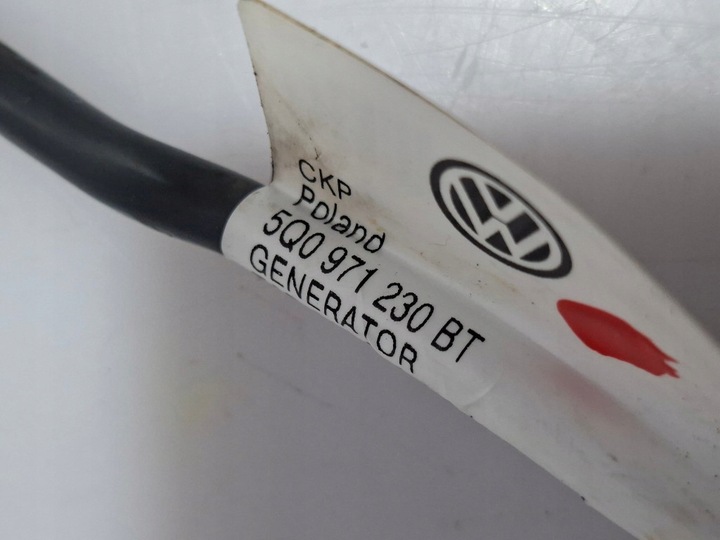 CKP
Poland
5Q0 971 230 BT
GENERATOR